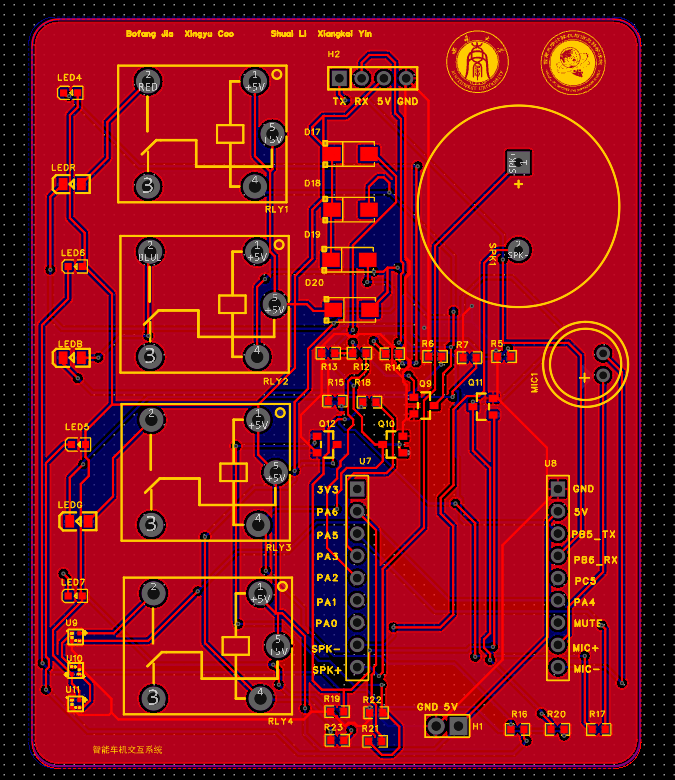 Bofang Jia Xingyu Cao Shuai Li Xiangkei Yin
H2
TX RX 5V GND
LED4
2
RED
1
+5V
5
+5V
3
4
RLY1
LEDR
D17
D18
D19
D20
SPK-
1
+
SPK-
SPK1
LED6
2
BLUL
1
+5V
5
+5V
3
4
RLY2
LEDB
R13 R12 R14
R6 R7 R5
R15 R18
Q9 Q11
MIC1
+
LED5
2
1
+5V
5
+5V
3
4
RLY3
LEDG
Q12 Q10
U7
3V3
PA6
PA5
PA3
PA2
PA1
PA0
SPK-
SPK+
U8
GND
5V
PB5_TX
PB6_RX
PC5
PA4
MUTE
MIC+
MIC-
LED7
2
1
+5V
5
+5V
3
4
RLY4
U9
U10
U11
R19 R22
R23 R21
GND 5V
H1
R16 R20 R17
智能车机交互系统